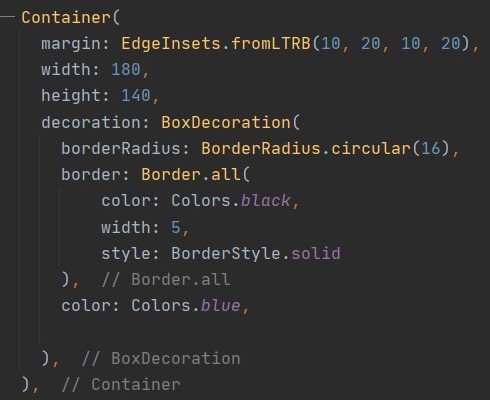 Container(
margin: EdgeInsets.fromLTRB(10, 20, 10, 20),
width: 180,
height: 140,
decoration: BoxDecoration(
borderRadius: BorderRadius.circular(16),
border: Border.all(
color: Colors.black,
width: 5,
style: BorderStyle.solid
),  // Border.all
color: Colors.blue,
),  // BoxDecoration
),  // Container